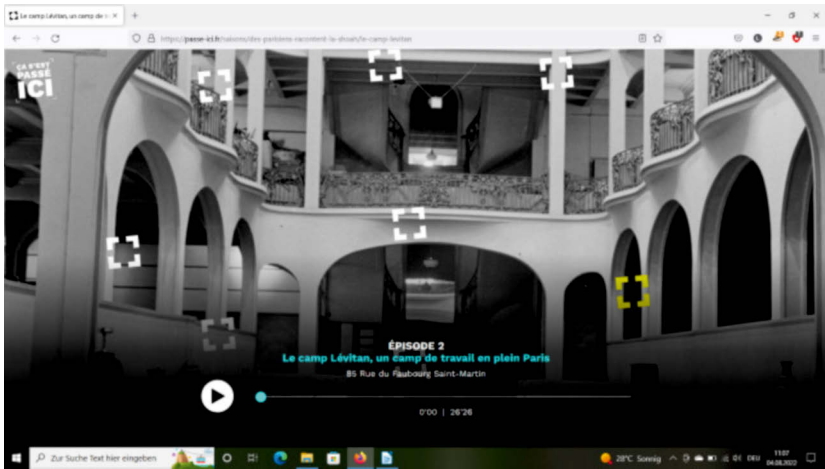 Le camp Lévitan, un camp de tr
https://passe-ici.fr/saisons/des-parisiens-racontent-la-shoah/le-camp-levitan
ÇA S'EST
PASSÉ
ICI
ÉPISODE 2
Le camp Lévitan, un camp de travail en plein Paris
85 Rue du Faubourg Saint-Martin
0'00 | 26'26
Zur Suche Text hier eingeben
28°C Sonnig
DEU
11:07
04.08.2022